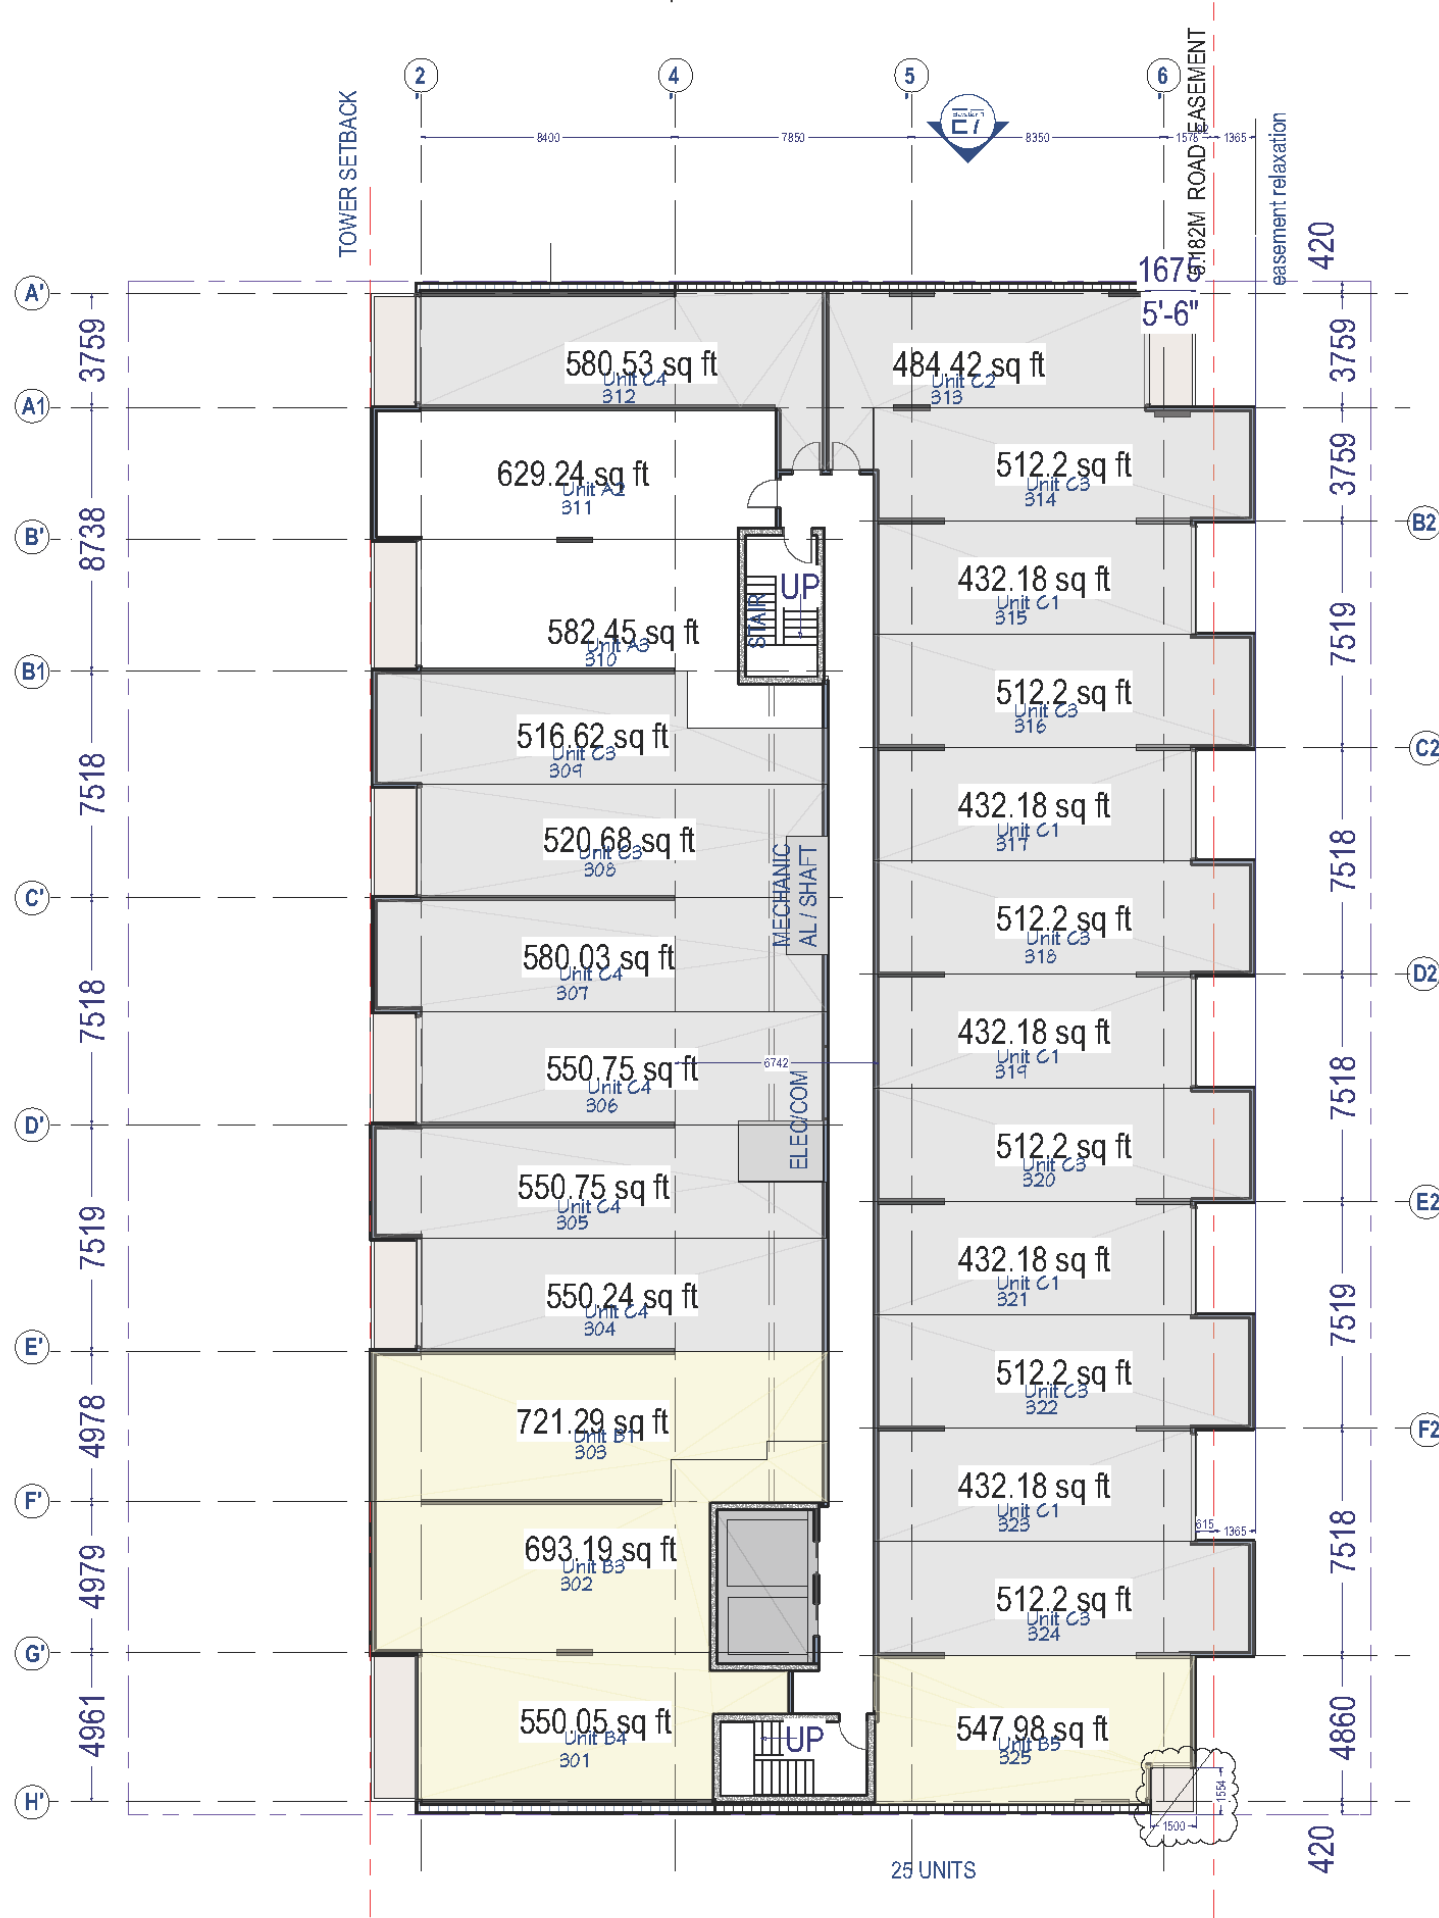 2
4
5
6
8400
7850
8350
1578
1365
E7
TOWER SETBACK
5.182M ROAD EASEMENT
easement relaxation
420
1675
5'-6"
A'
3759
A1
8738
B'
B1
7518
C'
7518
D'
7519
E'
4978
F'
4979
G'
4961
H'
580.53 sq ft
Unit C4
312
484.42 sq ft
Unit C2
313
629.24 sq ft
Unit A2
311
512.2 sq ft
Unit C3
314
582.45 sq ft
Unit A3
310
432.18 sq ft
Unit C1
315
STAIR
UP
516.62 sq ft
Unit C3
309
512.2 sq ft
Unit C3
316
520.68 sq ft
Unit C3
308
432.18 sq ft
Unit C1
317
MECHANIC
AL / SHAFT
580.03 sq ft
Unit C4
307
512.2 sq ft
Unit C3
318
550.75 sq ft
Unit C4
306
6742
432.18 sq ft
Unit C1
319
ELEC/COM
550.75 sq ft
Unit C4
305
512.2 sq ft
Unit C3
320
550.24 sq ft
Unit C4
304
432.18 sq ft
Unit C1
321
721.29 sq ft
Unit B1
303
512.2 sq ft
Unit C3
322
693.19 sq ft
Unit B3
302
432.18 sq ft
Unit C1
323
615
1365
512.2 sq ft
Unit C3
324
550.05 sq ft
Unit B4
301
UP
547.98 sq ft
Unit B5
325
1554
1500
3759
3759
B2
7519
C2
7518
D2
7518
E2
7519
F2
7518
4860
420
25 UNITS